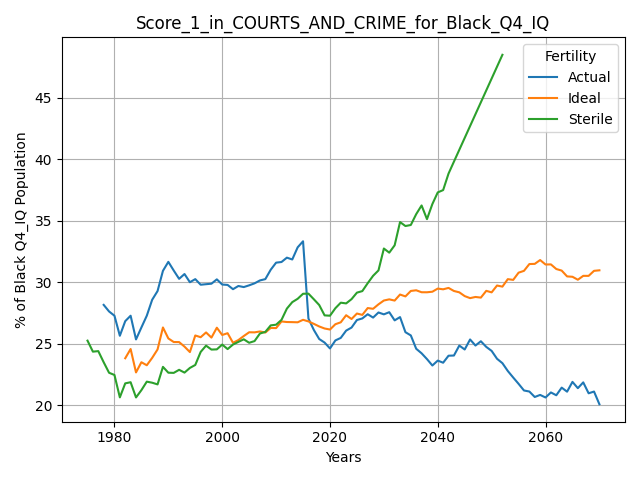 Score_1_in_COURTS_AND_CRIME_for_Black_Q4_IQ
% of Black Q4_IQ Population
45
40
35
30
25
20
1980
2000
2020
2040
2060
Years
Fertility
Actual
Ideal
Sterile